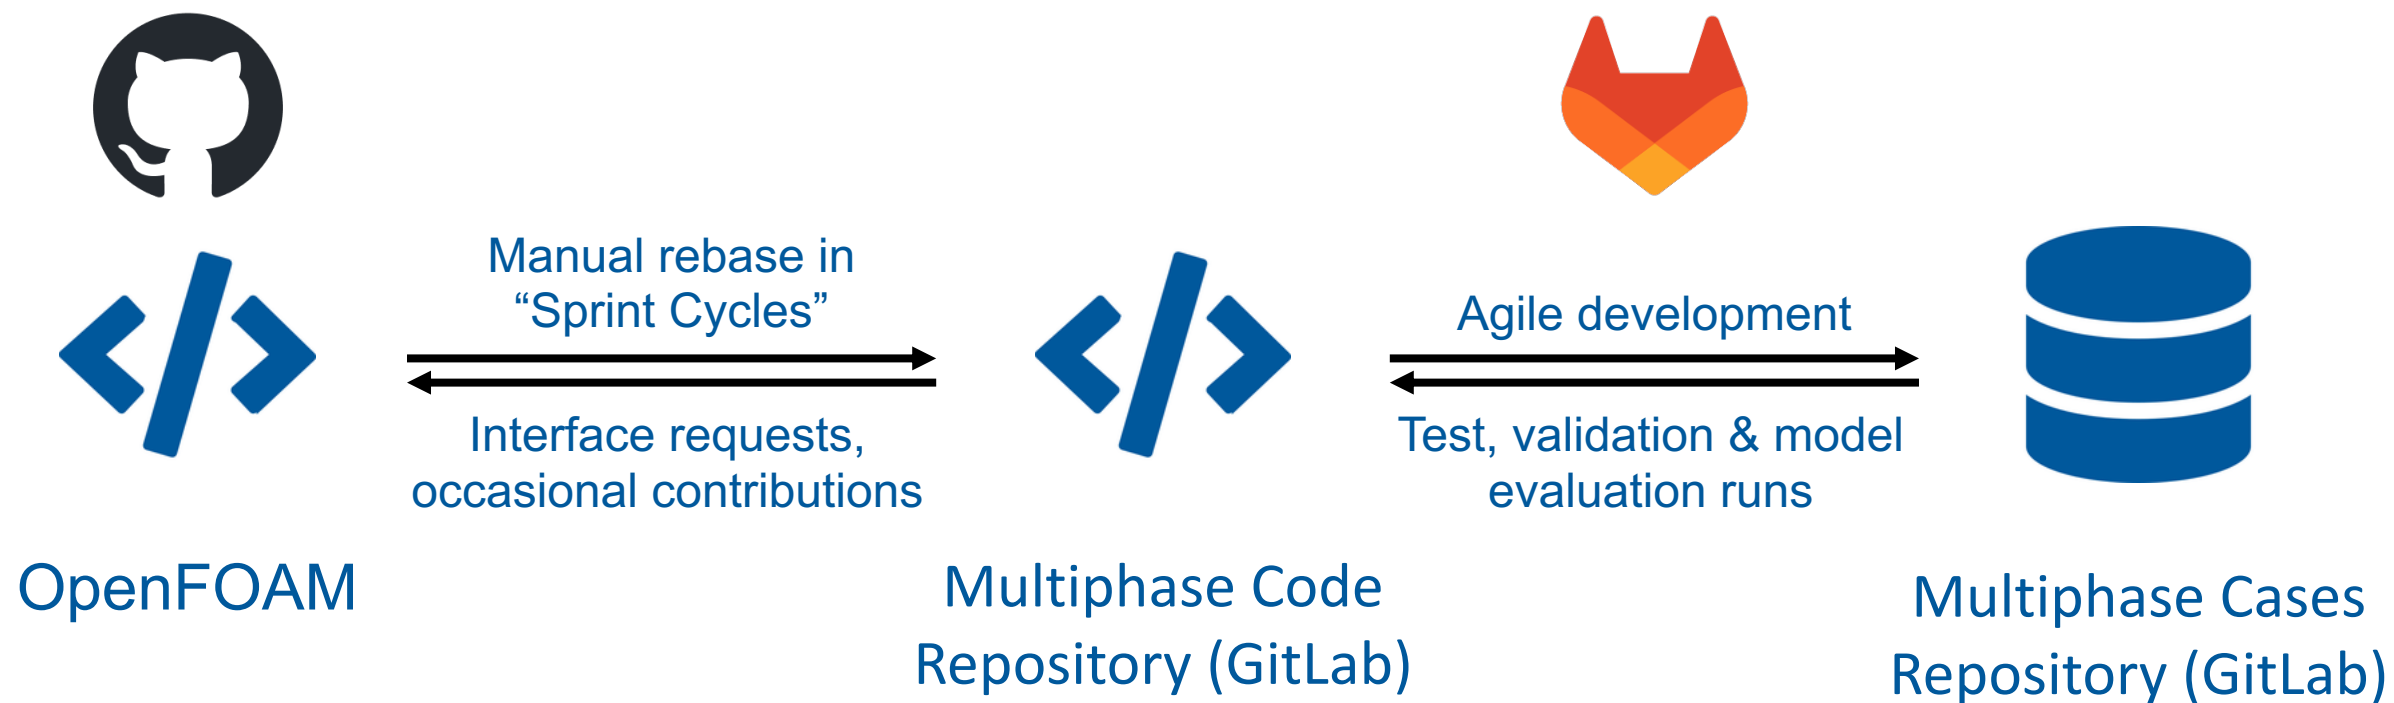 Manual rebase in
“Sprint Cycles”
Interface requests,
occasional contributions
Agile development
Test, validation & model
evaluation runs
OpenFOAM
Multiphase Code
Repository (GitLab)
Multiphase Cases
Repository (GitLab)